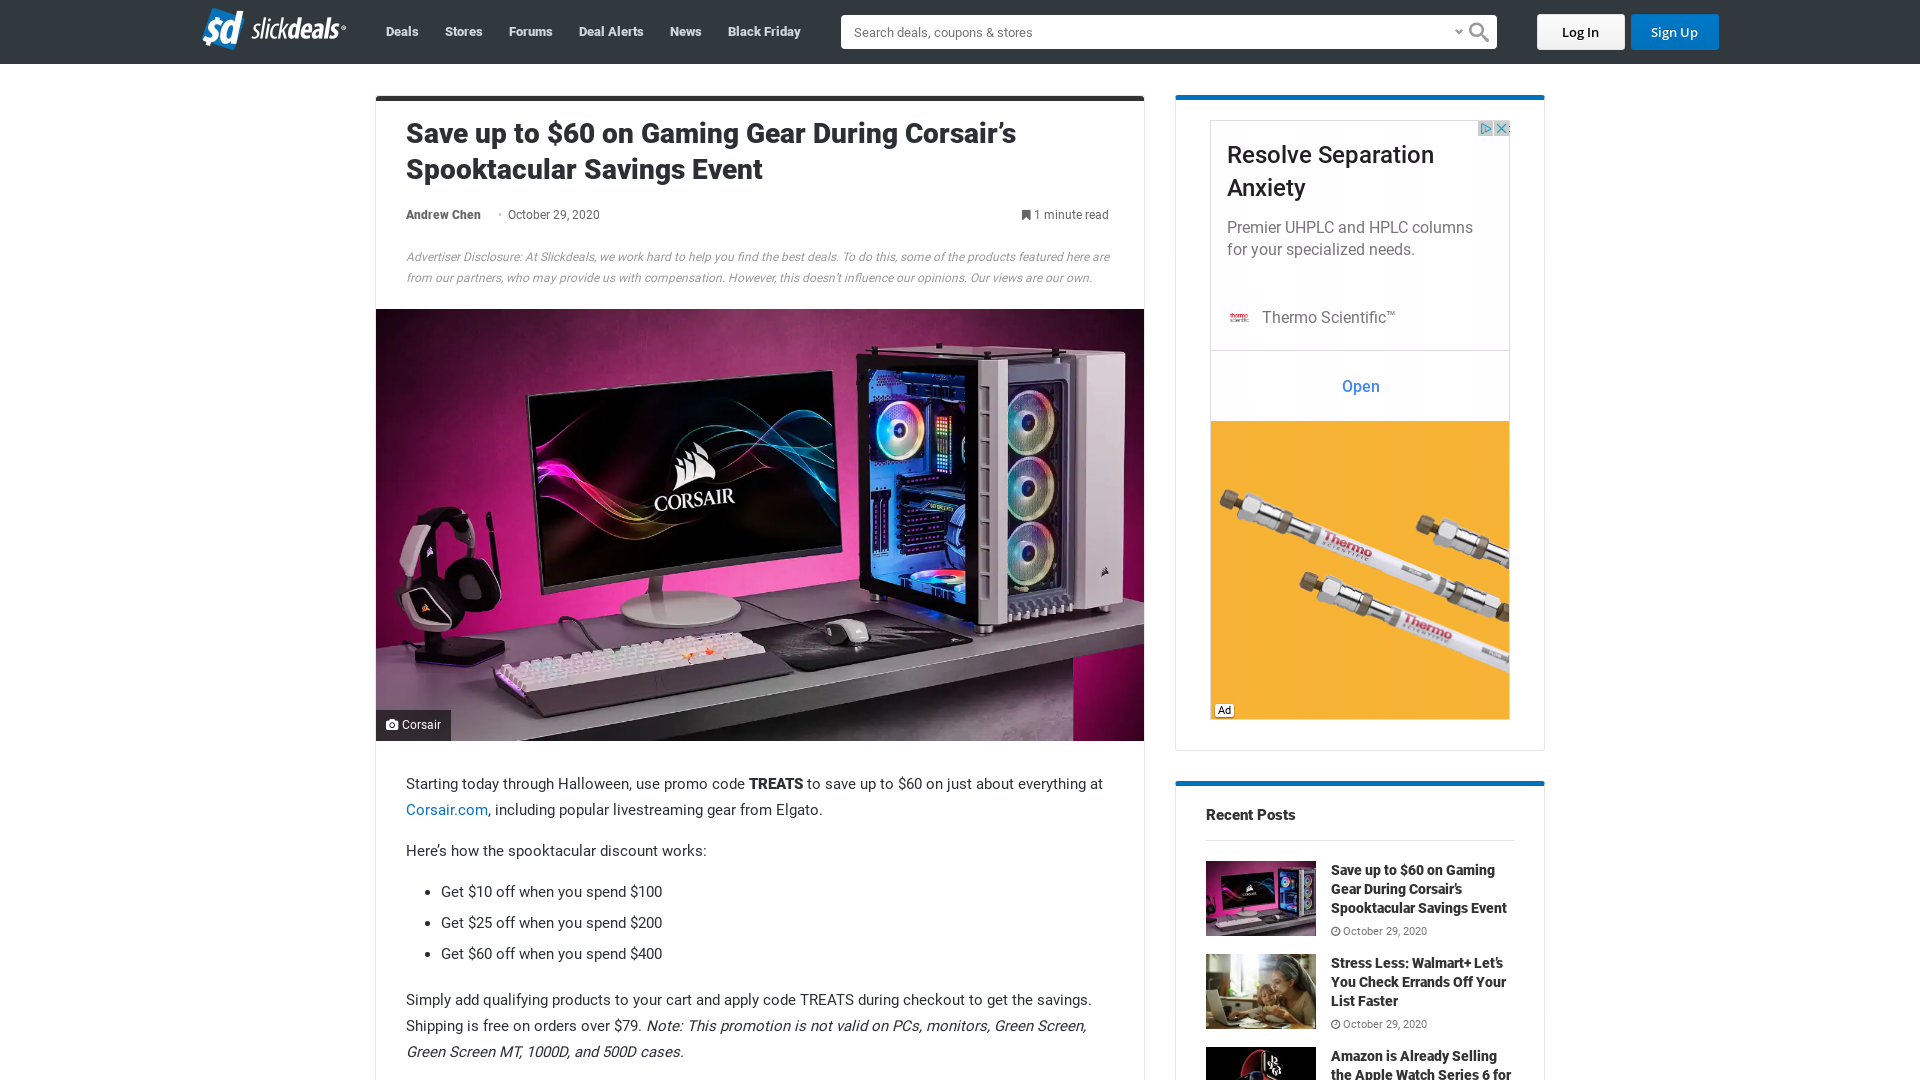 sd slickdeals
Deals
Stores
Forums
Deal Alerts
News
Black Friday
Search deals, coupons & stores
Log In
Sign Up
Save up to $60 on Gaming Gear During Corsair’s
Spooktacular Savings Event
Andrew Chen • October 29, 2020
1 minute read
Advertiser Disclosure: At Slickdeals, we work hard to help you find the best deals. To do this, some of the products featured here are
from our partners, who may provide us with compensation. However, this doesn’t influence our opinions. Our views are our own.
CORSAIR
Corsair
Starting today through Halloween, use promo code TREATS to save up to $60 on just about everything at
Corsair.com, including popular livestreaming gear from Elgato.
Here’s how the spooktacular discount works:
• Get $10 off when you spend $100
• Get $25 off when you spend $200
• Get $60 off when you spend $400
Simply add qualifying products to your cart and apply code TREATS during checkout to get the savings.
Shipping is free on orders over $79. Note: This promotion is not valid on PCs, monitors, Green Screen,
Green Screen MT, 1000D, and 500D cases.
Resolve Separation
Anxiety
Premier UHPLC and HPLC columns
for your specialized needs.
thermo
scientific
Thermo Scientific™
Open
Thermo
SCIENTIFIC
Thermo
SCIENTIFIC
Ad
Recent Posts
Save up to $60 on Gaming
Gear During Corsair’s
Spooktacular Savings Event
October 29, 2020
Stress Less: Walmart+ Let’s
You Check Errands Off Your
List Faster
October 29, 2020
Amazon is Already Selling
the Apple Watch Series 6 for